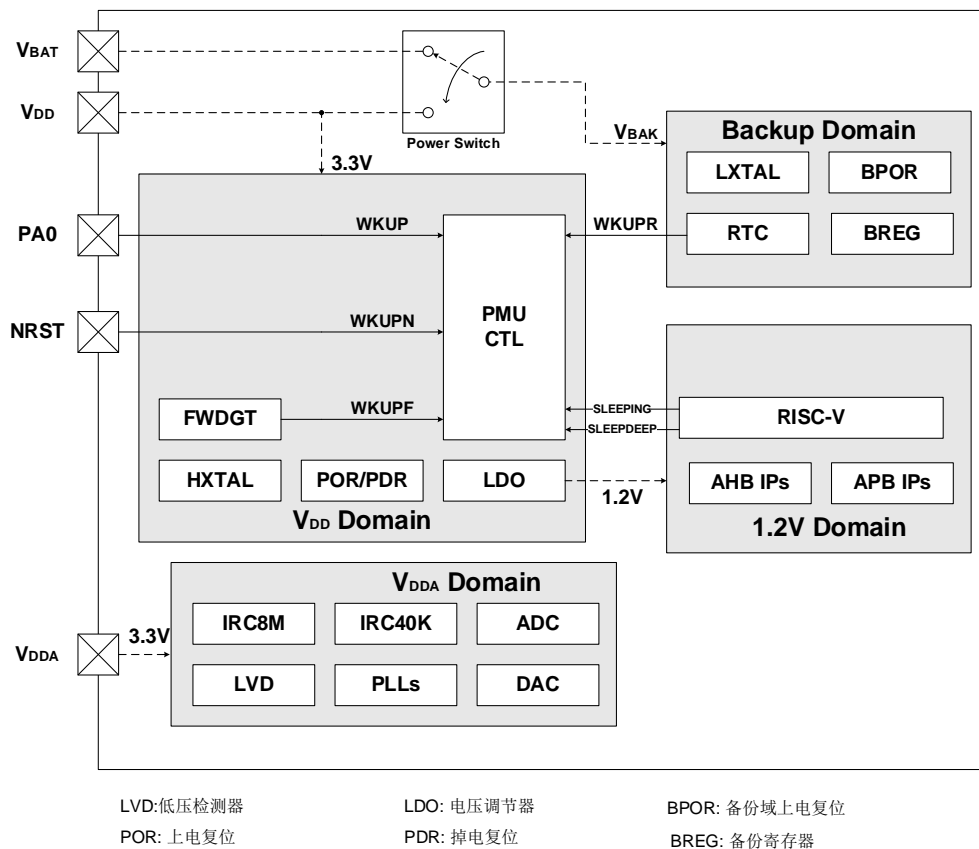 VBAT
VDD
Power Switch
VBAK
3.3V
Backup Domain
LXTAL
BPOR
RTC
BREG
PA0
WKUP
WKUPR
NRST
WKUPN
PMU
CTL
FWDGT
WKUPF
SLEEPING
SLEEPDEEP
RISC-V
HXTAL
POR/PDR
LDO
1.2V
AHB IPs
APB IPs
VDD Domain
1.2V Domain
VDDA Domain
IRC8M
IRC40K
ADC
3.3V
VDDA
LVD
PLLs
DAC
LVD:低压检测器
LDO: 电压调节器
BPOR: 备份域上电复位
POR: 上电复位
PDR: 掉电复位
BREG: 备份寄存器